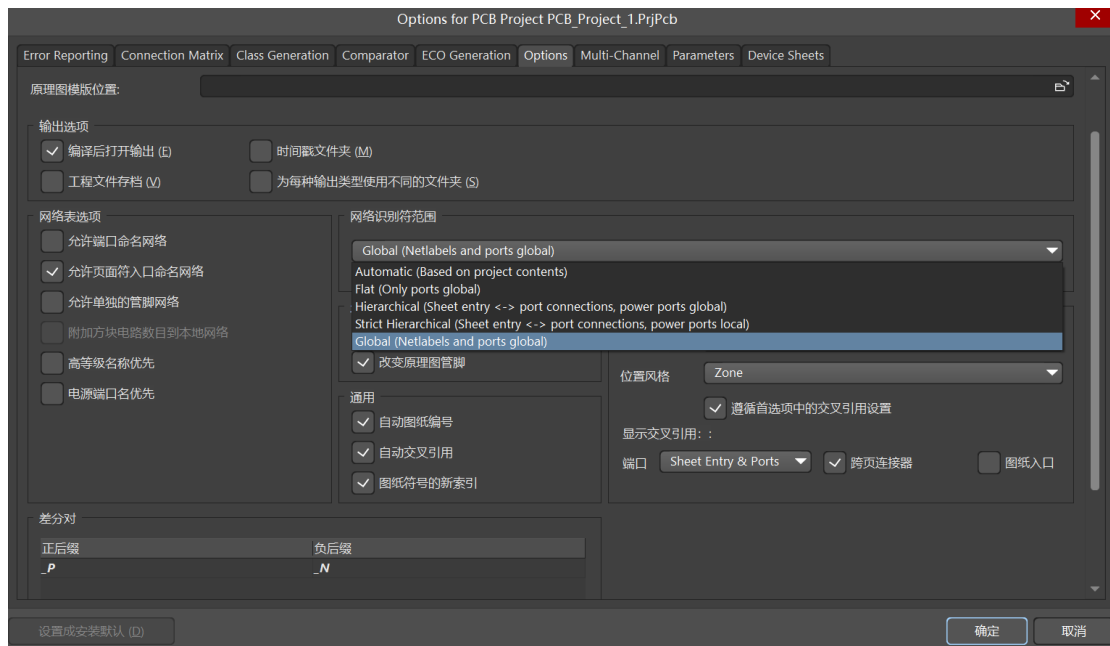 Options for PCB Project PCB_Project_1.PrjPcb
Error Reporting Connection Matrix Class Generation Comparator ECO Generation Options Multi-Channel Parameters Device Sheets
原理图模版位置:
输出选项
编译后打开输出 (E) 时间戳文件夹 (M)
工程文件存档 (V) 为每种输出类型使用不同的文件夹 (S)
网络表选项
允许端口命名网络
允许页面符入口命名网络
允许单独的管脚网络
附加方块电路数目到本地网络
高等级名称优先
电源端口名优先
网络识别符范围
Global (Netlabels and ports global)
Automatic (Based on project contents)
Flat (Only ports global)
Hierarchical (Sheet entry <-> port connections, power ports global)
Strict Hierarchical (Sheet entry <-> port connections, power ports local)
Global (Netlabels and ports global)
改变原理图管脚
通用
自动图纸编号
自动交叉引用
图纸符号的新索引
位置风格 Zone
遵循首选项中的交叉引用设置
显示交叉引用: :
端口 Sheet Entry & Ports 跨页连接器 图纸入口
差分对
正后缀 负后缀
_P _N
设置成安装默认 (D) 确定 取消